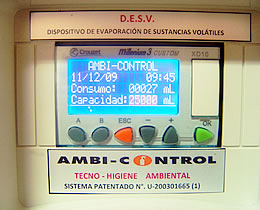 D.E.S.V.
DISPOSITIVO DE EVAPORACIÓN DE SUSTANCIAS VOLÁTILES
Crouzet Millenium 3 CUSTOM XD10
AMBI-CONTROL
11/12/09 09:45
Consumo: 00027 mL
Capacidad: 25000 mL
A B ESC − + OK
AMBI-CONTROL
TECNO - HIGIENE AMBIENTAL
SISTEMA PATENTADO N°. U-200301665 (1)